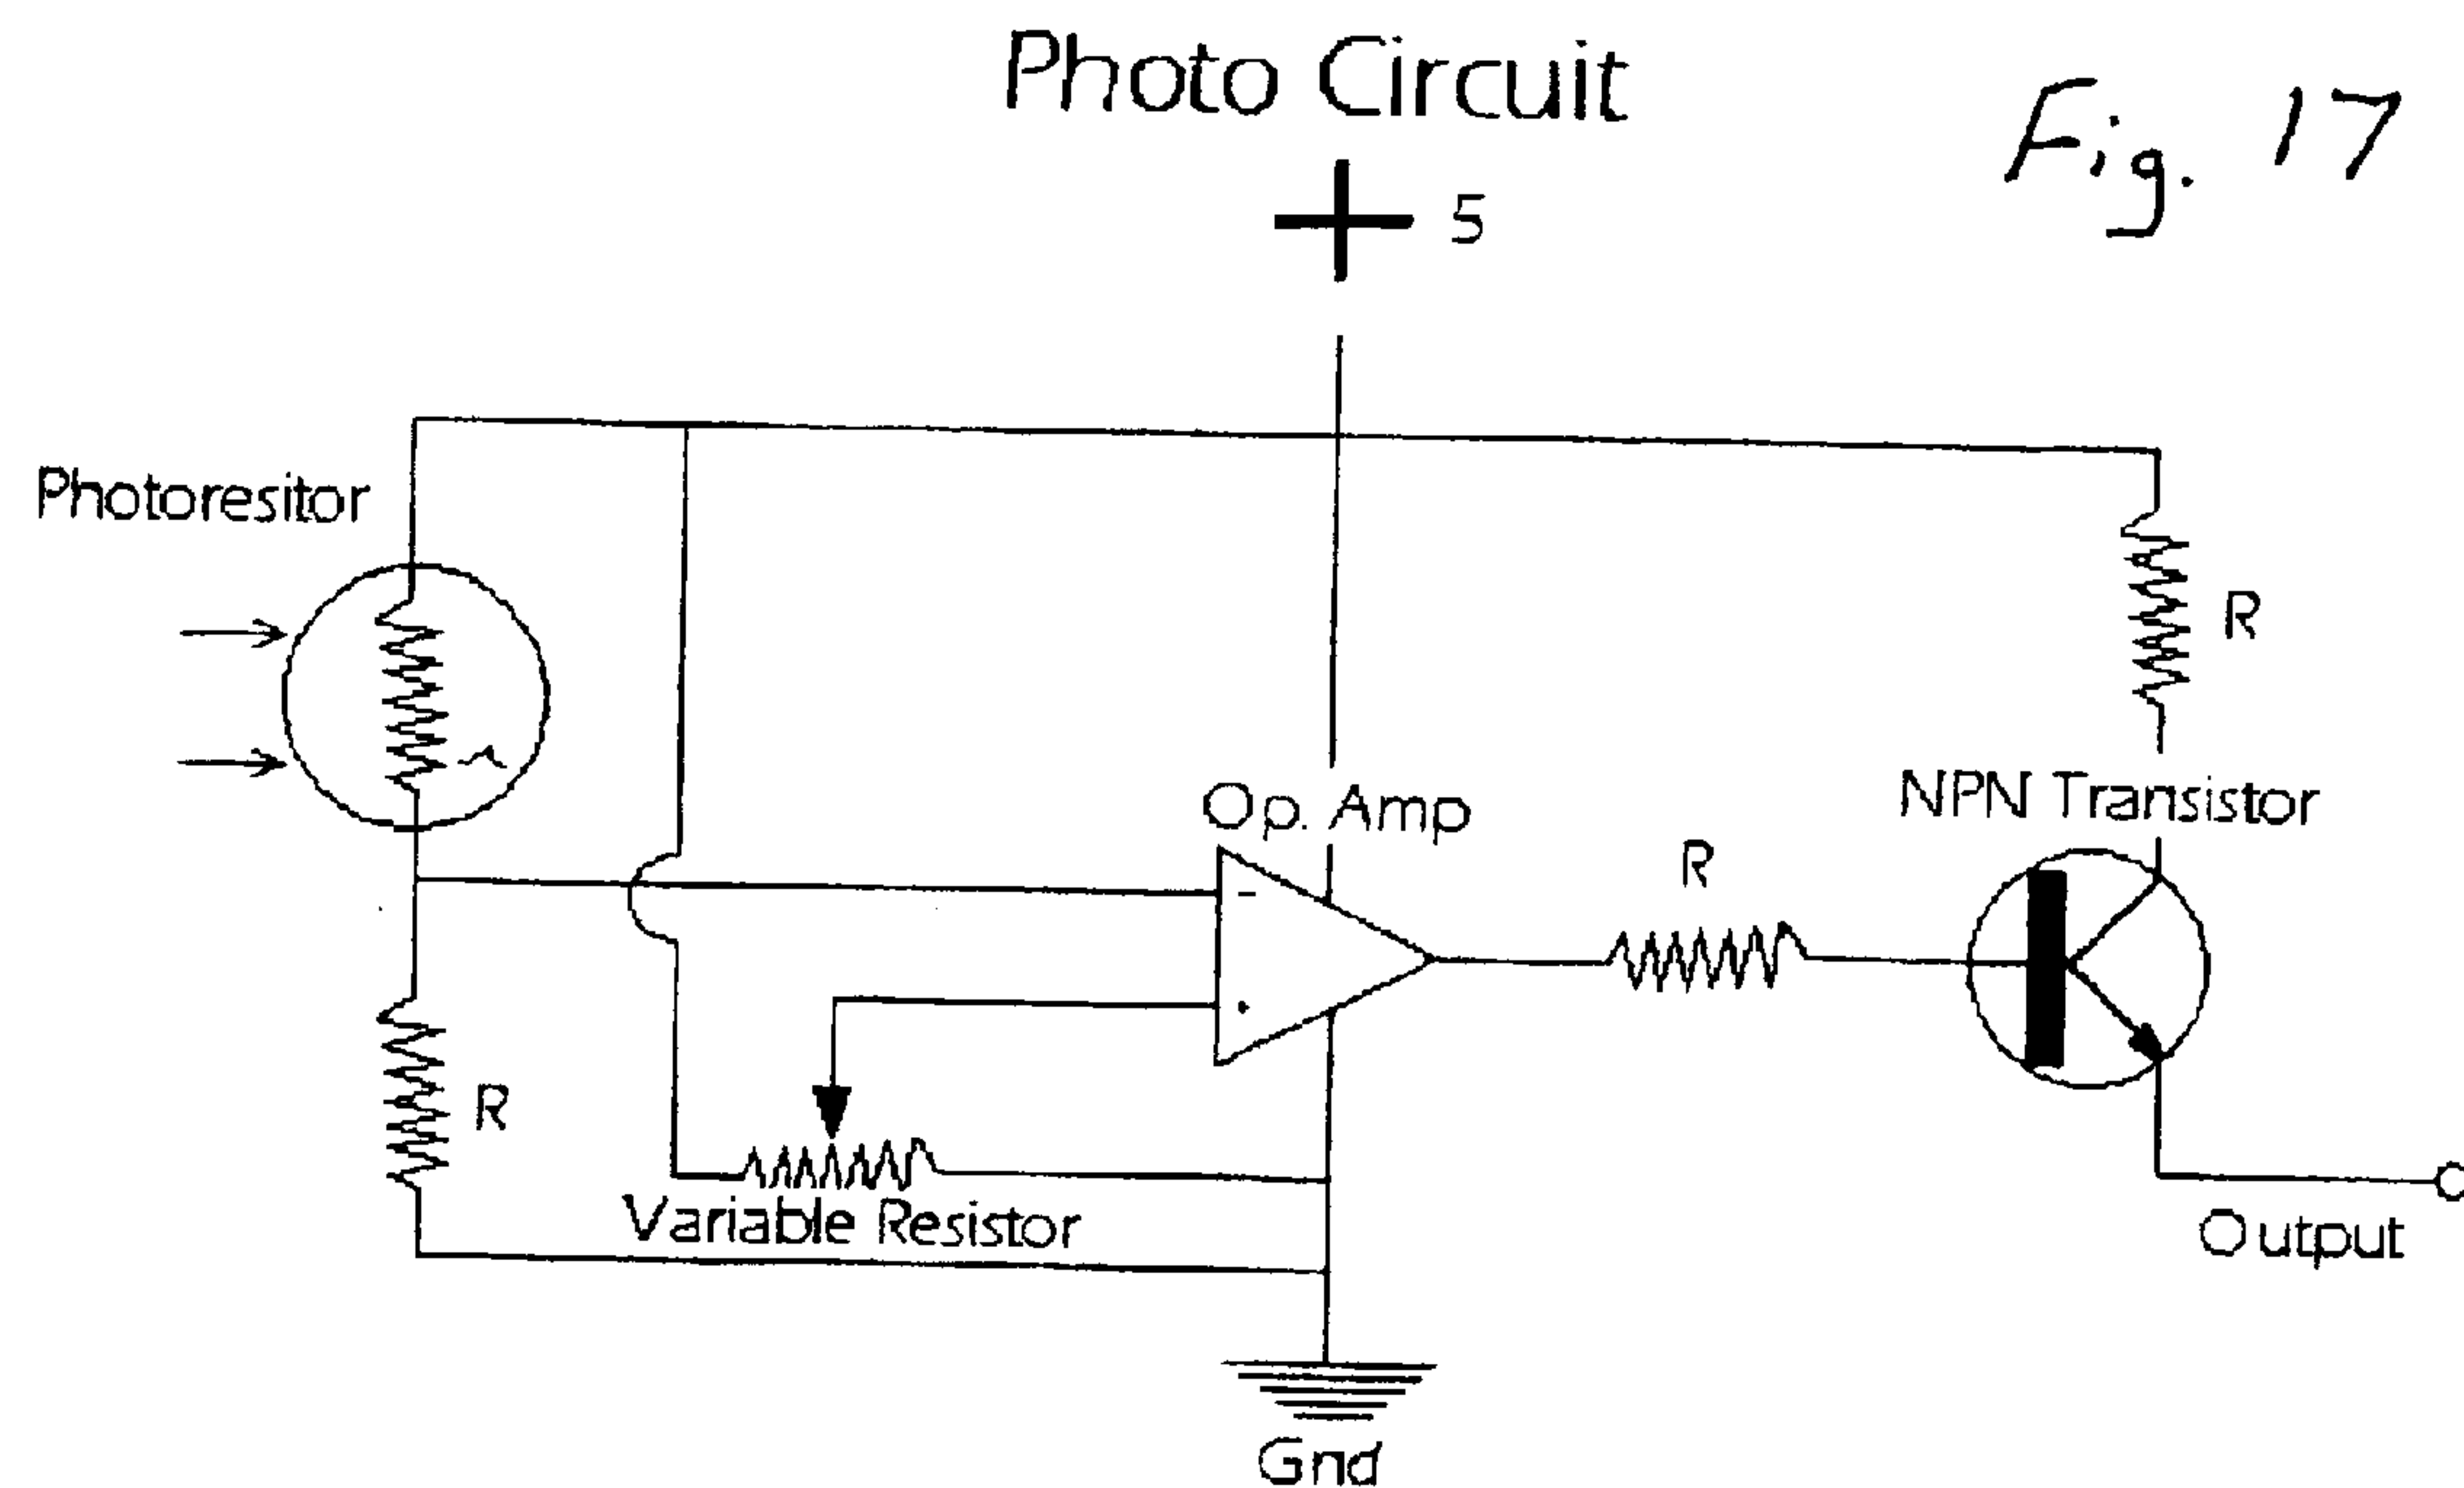 Photo Circuit
Fig. 17
5
Photoresitor
R
Op. Amp
NPN Transistor
R
-
R
Variable Resistor
Output
Gnd